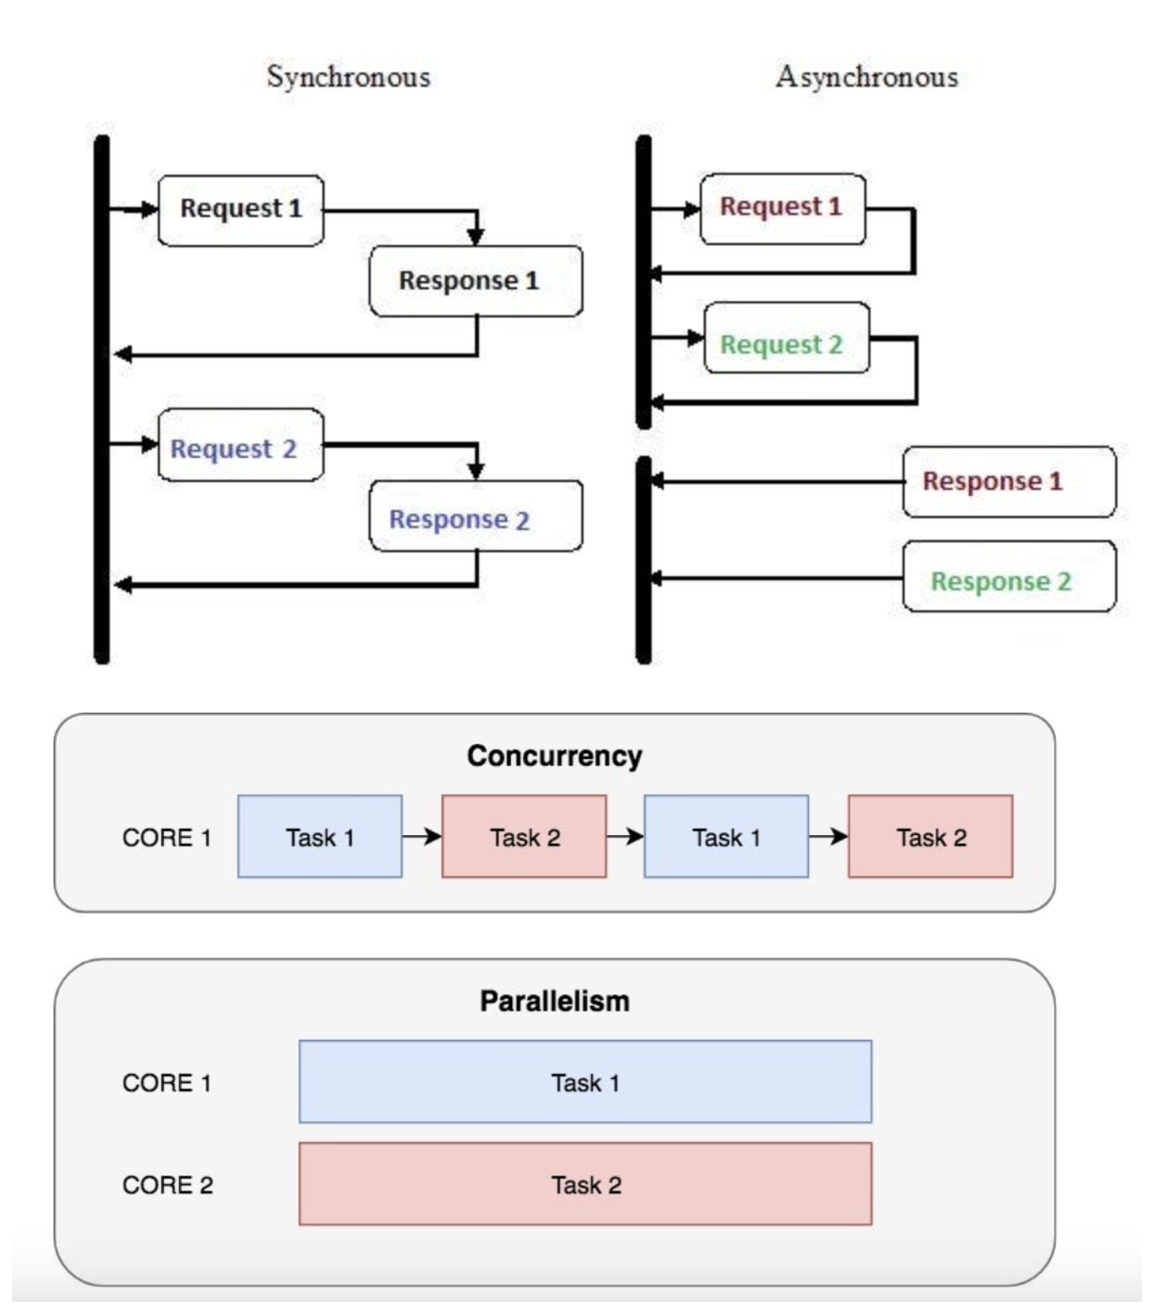 Synchronous
Asynchronous
Request 1
Response 1
Request 2
Response 2
Request 1
Request 2
Response 1
Response 2
Concurrency
CORE 1
Task 1
Task 2
Task 1
Task 2
Parallelism
CORE 1
Task 1
CORE 2
Task 2